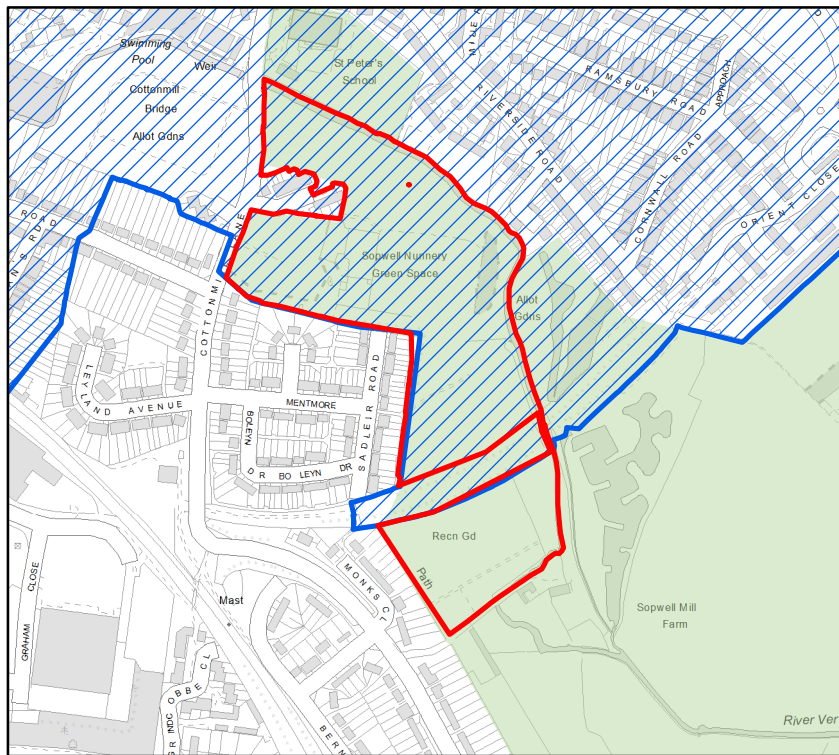 Swimming
Pool
Weir
Cottonmill
Bridge
Allot Gdns
St Peter's
School
RIVERSIDE ROAD
RAMSBURY ROAD
APPROACH
CORNWALL ROAD
ORIENT CLOSE
ROAD
Sopwell Nunnery
Green Space
Allot
Gdns
LEYLAND AVENUE
MENTMORE
BOLEYN
DR BOLEYN DR
SADLEIR ROAD
Recn Gd
Path
MONKS CL
Mast
GRAHAM CLOSE
Sopwell Mill
Farm
River Ver